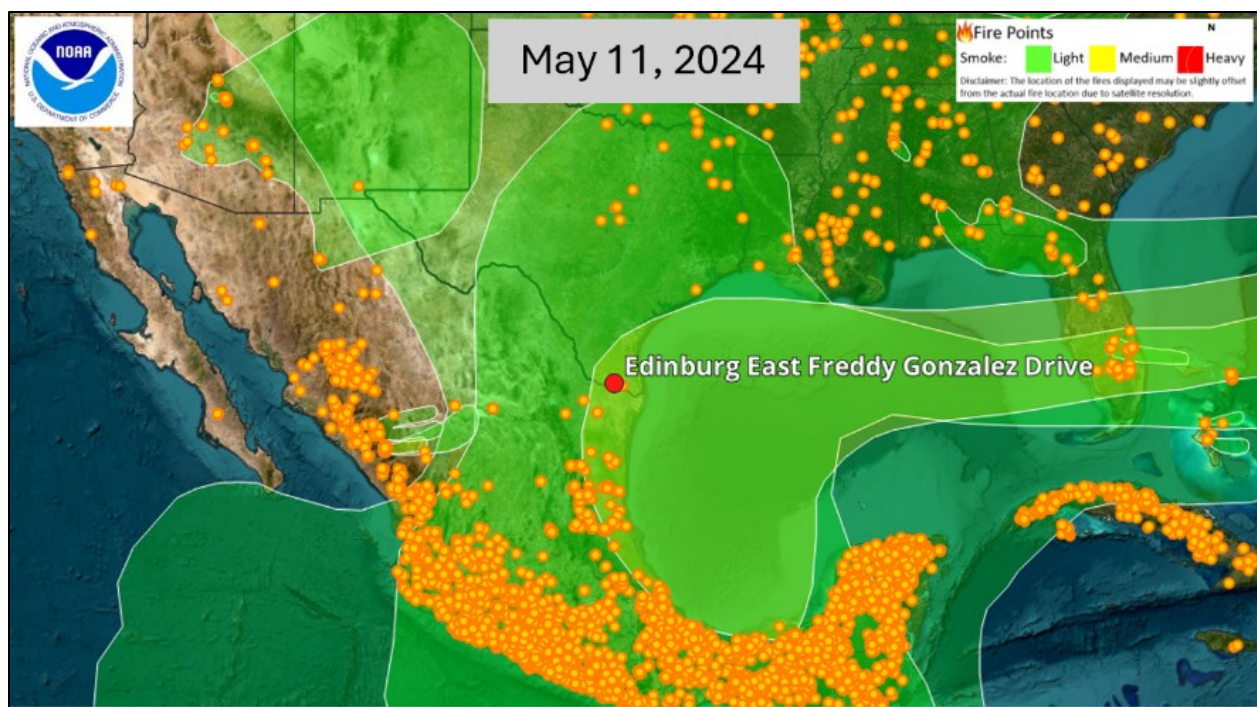 NATIONAL OCEANIC AND ATMOSPHERIC ADMINISTRATION
NOAA
U.S. DEPARTMENT OF COMMERCE
May 11, 2024
Fire Points
N
Smoke: Light Medium Heavy
Disclaimer: The location of the fires displayed may be slightly offset
from the actual fire location due to satellite resolution.
Edinburg East Freddy Gonzalez Drive